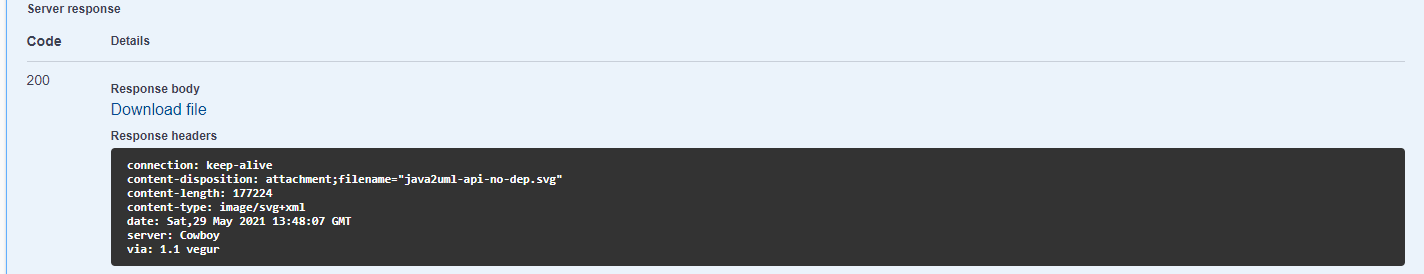 Server response
Code Details
200
Response body
Download file
Response headers
connection: keep-alive
content-disposition: attachment;filename="java2uml-api-no-dep.svg"
content-length: 177224
content-type: image/svg+xml
date: Sat,29 May 2021 13:48:07 GMT
server: Cowboy
via: 1.1 vegur